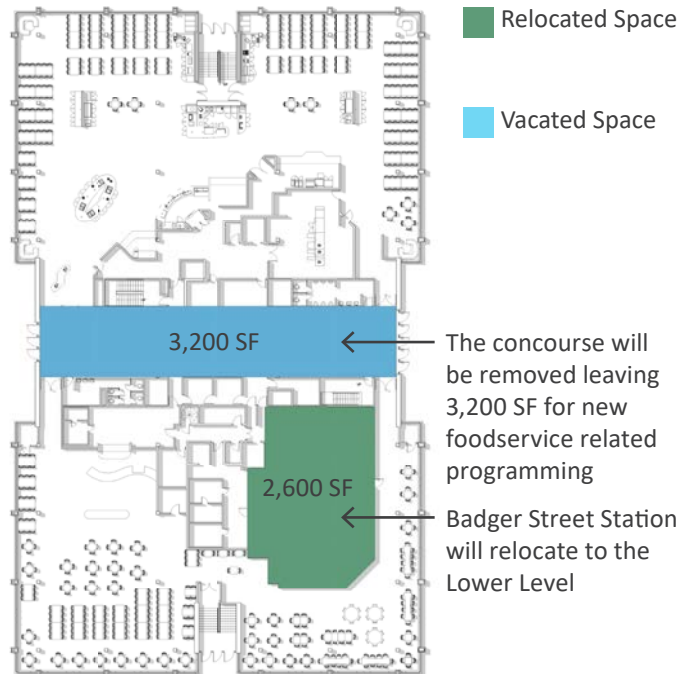 Relocated Space
Vacated Space
3,200 SF
The concourse will
be removed leaving
3,200 SF for new
foodservice related
programming
2,600 SF
Badger Street Station
will relocate to the
Lower Level